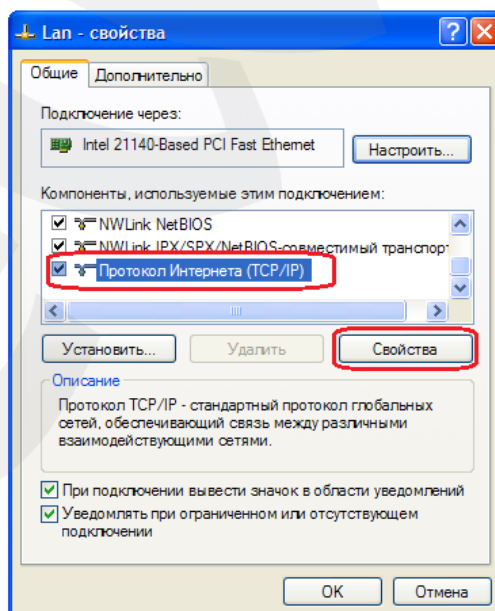 Lan - свойства
Общие
Дополнительно
Подключение через:
Intel 21140-Based PCI Fast Ethernet
Настроить...
Компоненты, используемые этим подключением:
NWLink NetBIOS
NWLink IPX/SPX/NetBIOS-совместимый транспорт
Протокол Интернета (TCP/IP)
Установить...
Удалить
Свойства
Описание
Протокол TCP/IP - стандартный протокол глобальных
сетей, обеспечивающий связь между различными
взаимодействующими сетями.
При подключении вывести значок в области уведомлений
Уведомлять при ограниченном или отсутствующем
подключении
OK
Отмена